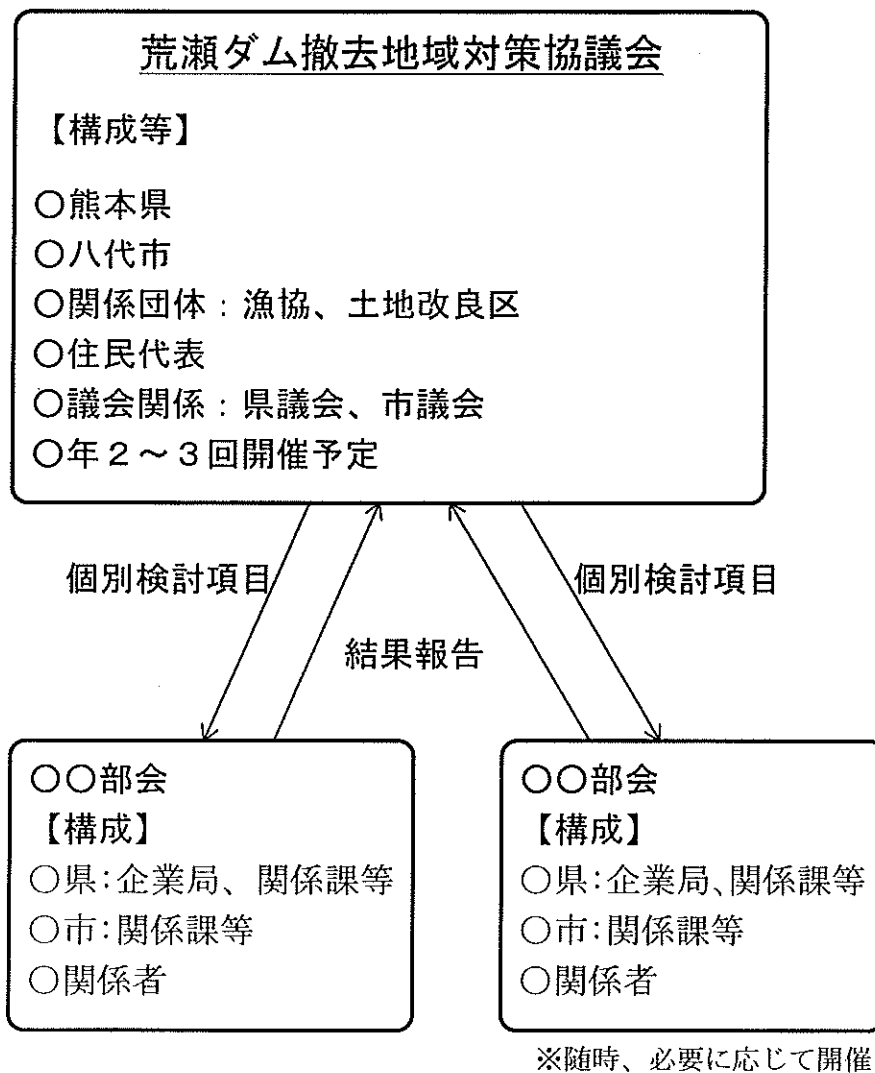 荒瀬ダム撤去地域対策協議会
【構成等】
○熊本県
○八代市
○関係団体：漁協、土地改良区
○住民代表
○議会関係：県議会、市議会
○年２～３回開催予定
個別検討項目
個別検討項目
結果報告
○○部会
【構成】
○県：企業局、関係課等
○市：関係課等
○関係者
○○部会
【構成】
○県：企業局、関係課等
○市：関係課等
○関係者
※随時、必要に応じて開催